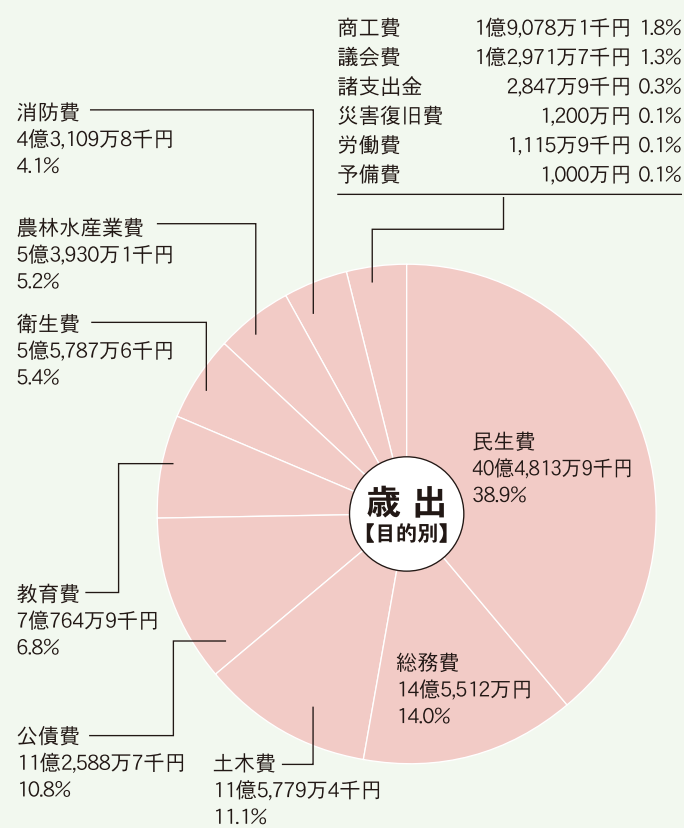 商工費 1億9,078万1千円 1.8%
議会費 1億2,971万7千円 1.3%
諸支出金 2,847万9千円 0.3%
災害復旧費 1,200万円 0.1%
労働費 1,115万9千円 0.1%
予備費 1,000万円 0.1%
消防費
4億3,109万8千円
4.1%
農林水産業費
5億3,930万1千円
5.2%
衛生費
5億5,787万6千円
5.4%
教育費
7億764万9千円
6.8%
公債費
11億2,588万7千円
10.8%
土木費
11億5,779万4千円
11.1%
総務費
14億5,512万円
14.0%
民生費
40億4,813万9千円
38.9%
歳出
【目的別】